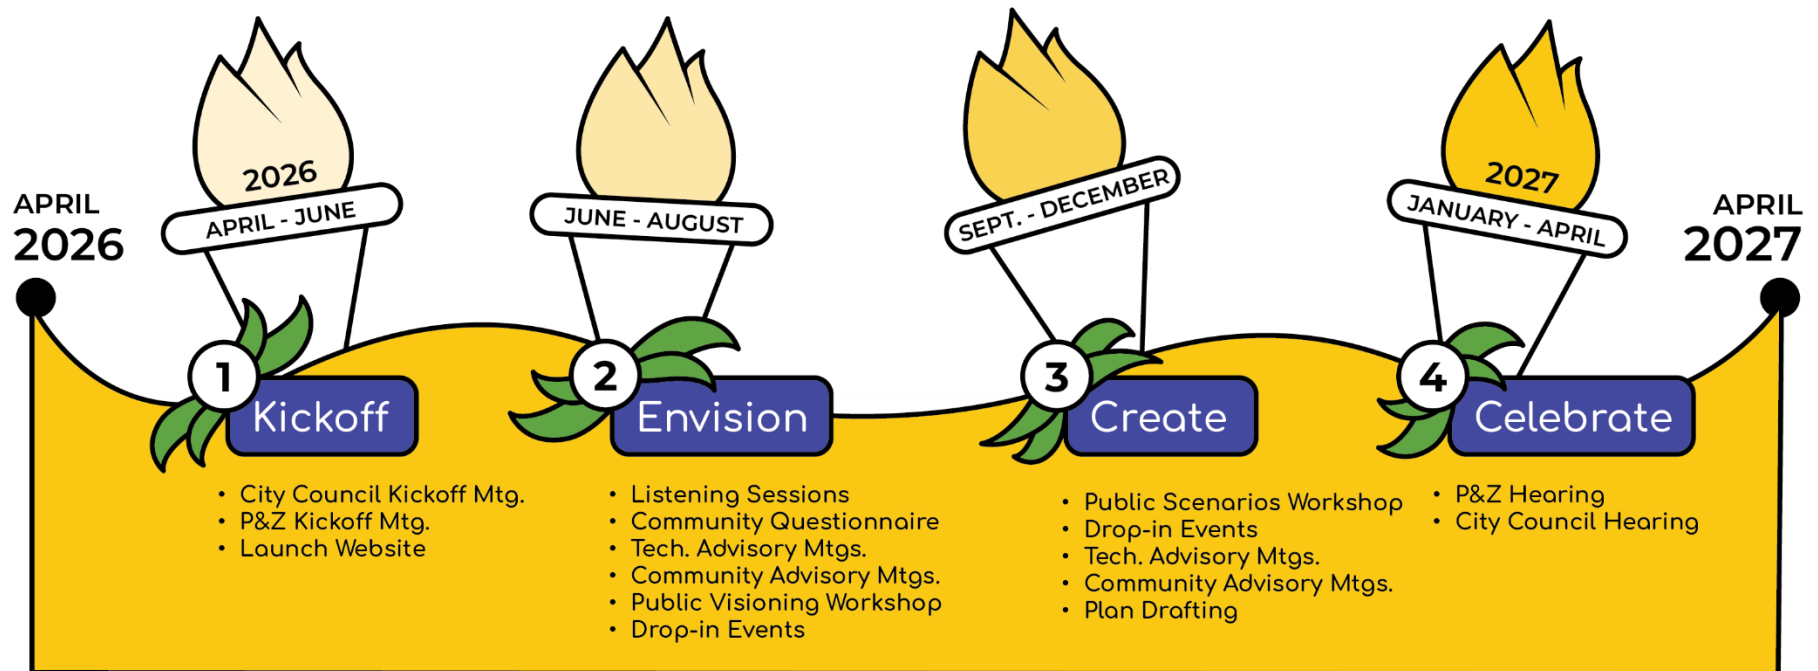 APRIL
2026
2026
APRIL - JUNE
1
Kickoff
• City Council Kickoff Mtg.
• P&Z Kickoff Mtg.
• Launch Website
JUNE - AUGUST
2
Envision
• Listening Sessions
• Community Questionnaire
• Tech. Advisory Mtgs.
• Community Advisory Mtgs.
• Public Visioning Workshop
• Drop-in Events
SEPT. - DECEMBER
3
Create
• Public Scenarios Workshop
• Drop-in Events
• Tech. Advisory Mtgs.
• Community Advisory Mtgs.
• Plan Drafting
2027
JANUARY - APRIL
4
Celebrate
• P&Z Hearing
• City Council Hearing
APRIL
2027